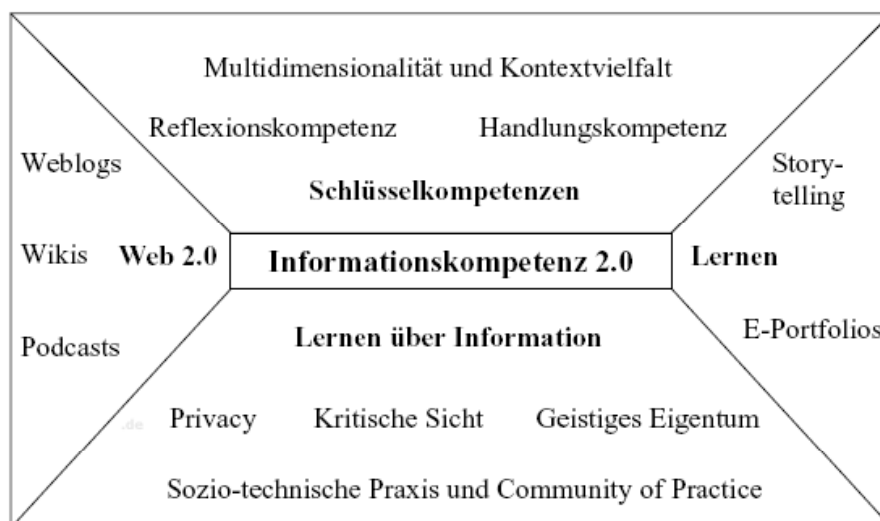 Multidimensionalität und Kontextvielfalt
Reflexionskompetenz Handlungskompetenz
Schlüsselkompetenzen
Weblogs
Wikis Web 2.0
Podcasts
Informationskompetenz 2.0
Story-
telling
Lernen
E-Portfolios
Lernen über Information
Privacy Kritische Sicht Geistiges Eigentum
Sozio-technische Praxis und Community of Practice
.de